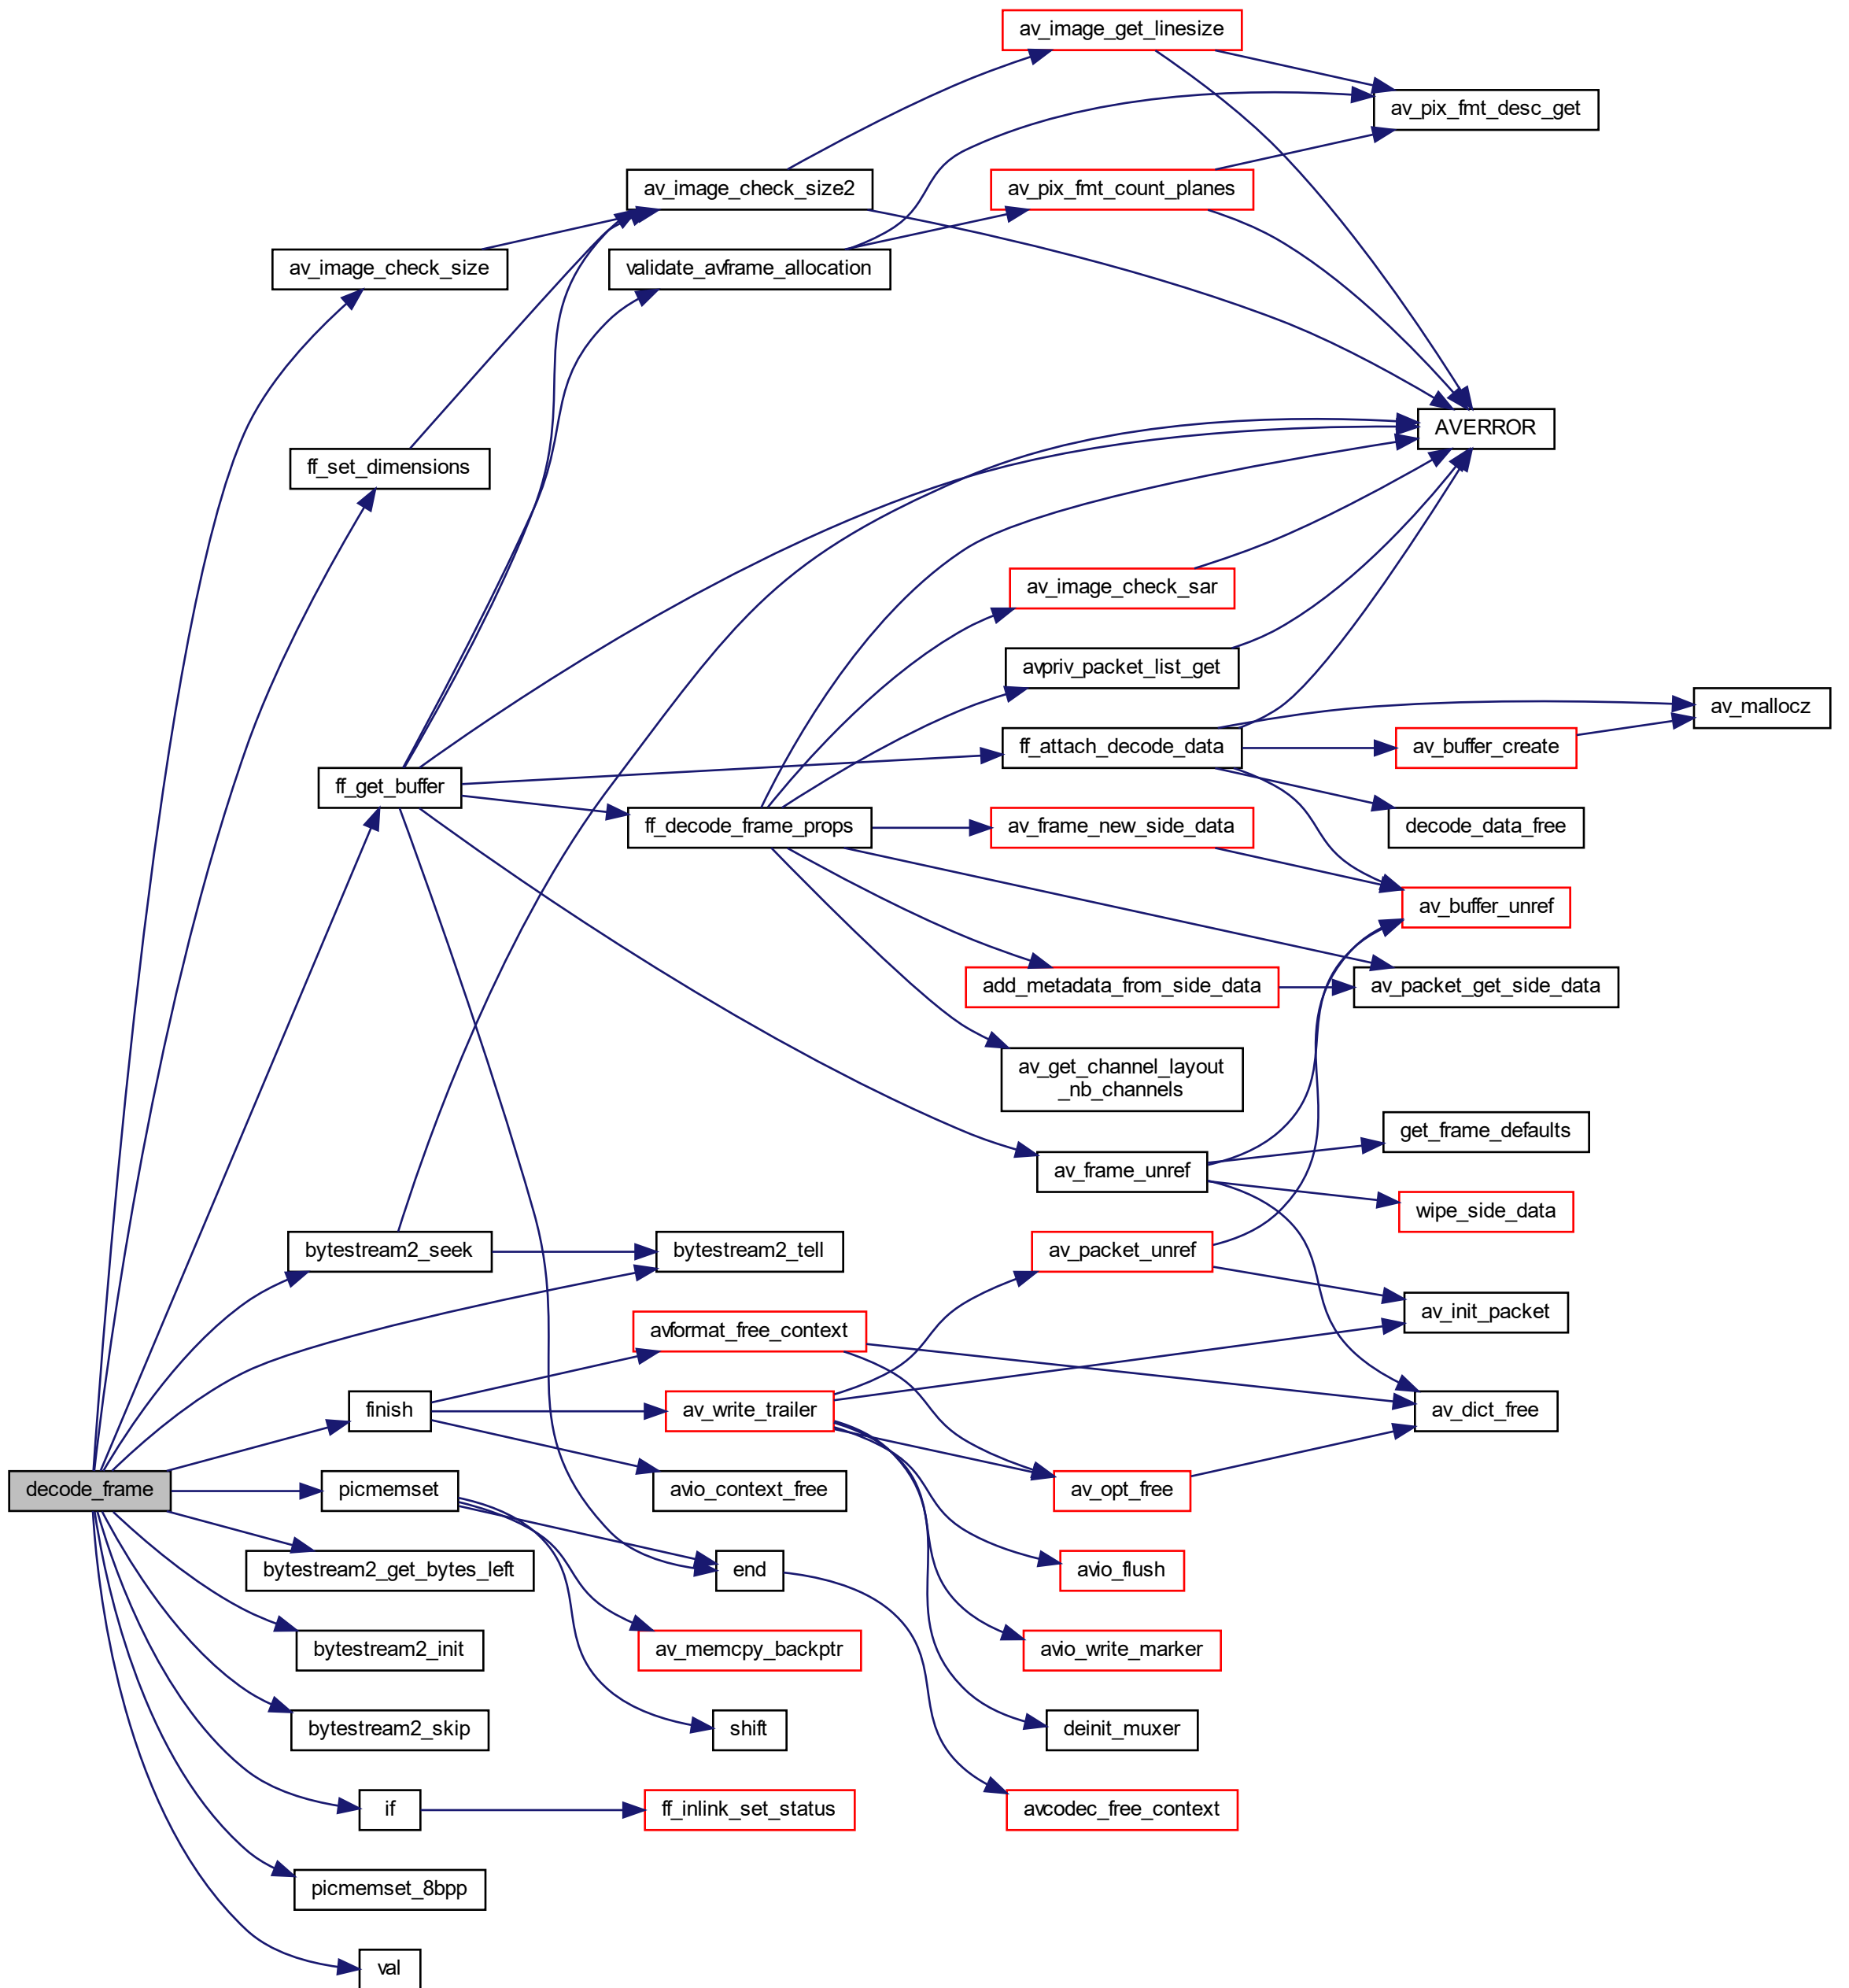 av_image_get_linesize
av_pix_fmt_desc_get
av_image_check_size2
av_pix_fmt_count_planes
av_image_check_size
validate_avframe_allocation
AVERROR
ff_set_dimensions
av_image_check_sar
avpriv_packet_list_get
av_mallocz
ff_attach_decode_data
av_buffer_create
ff_get_buffer
ff_decode_frame_props
av_frame_new_side_data
decode_data_free
av_buffer_unref
add_metadata_from_side_data
av_packet_get_side_data
av_get_channel_layout
_nb_channels
get_frame_defaults
av_frame_unref
wipe_side_data
bytestream2_seek
bytestream2_tell
av_packet_unref
av_init_packet
avformat_free_context
finish
av_write_trailer
av_dict_free
decode_frame
picmemset
avio_context_free
av_opt_free
bytestream2_get_bytes_left
end
avio_flush
bytestream2_init
av_memcpy_backptr
avio_write_marker
bytestream2_skip
shift
deinit_muxer
if
ff_inlink_set_status
avcodec_free_context
picmemset_8bpp
val